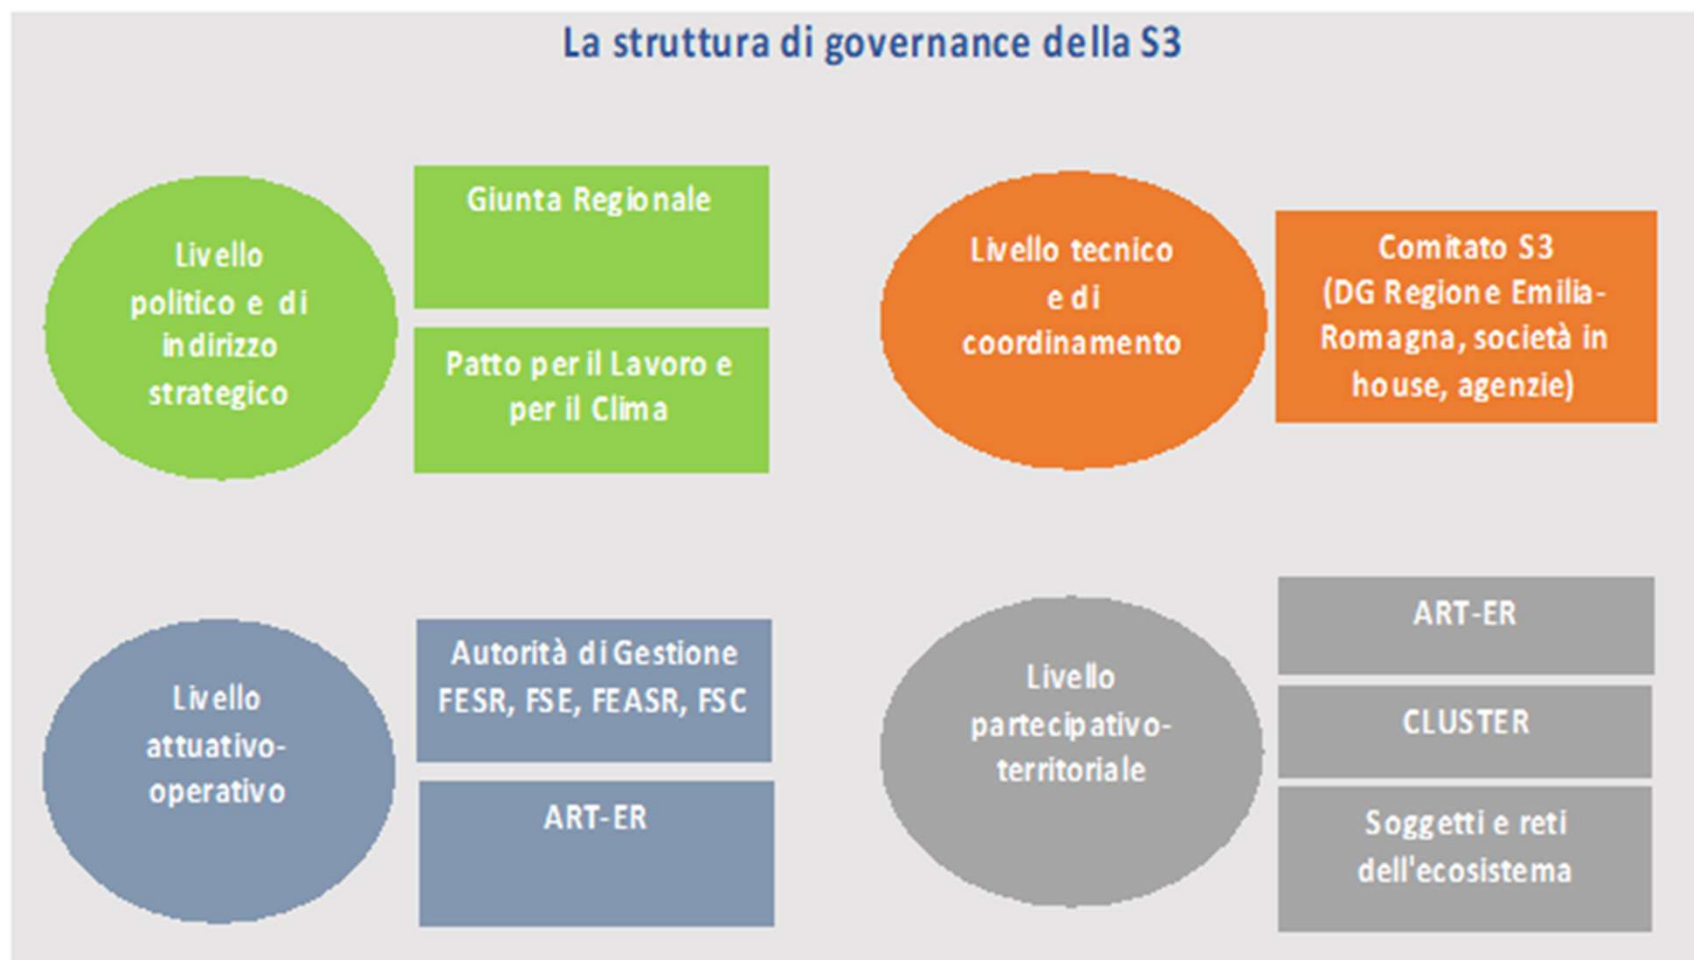 La struttura di governance della S3
Livello
politico e di
indirizzo
strategico
Giunta Regionale
Patto per il Lavoro e
per il Clima
Livello tecnico
e di
coordinamento
Comitato S3
(DG Regione Emilia-
Romagna, società in
house, agenzie)
Livello
attuativo-
operativo
Autorità di Gestione
FESR, FSE, FEASR, FSC
ART-ER
Livello
partecipativo-
territoriale
ART-ER
CLUSTER
Soggetti e reti
dell'ecosistema